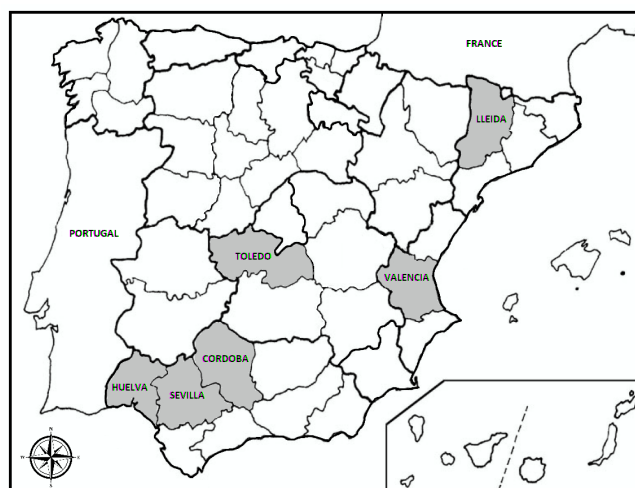 FRANCE
LLEIDA
PORTUGAL
TOLEDO
VALENCIA
CORDOBA
HUELVA
SEVILLA
N
S